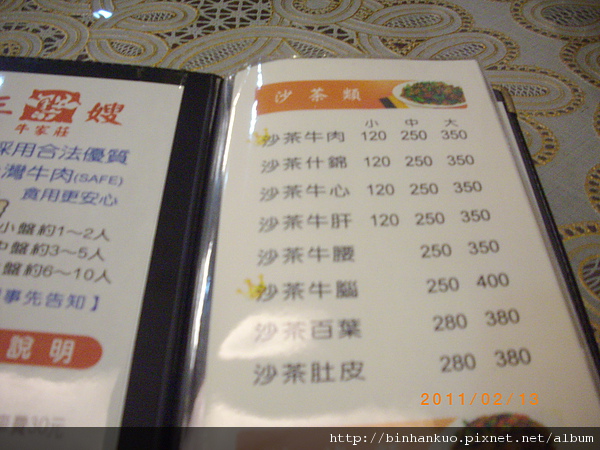 嫂
牛家莊
採用合法優質
台灣牛肉(SAFE)
食用更安心
小盤約1～2人
中盤約3～5人
大盤約6～10人
事先告知】
說明
30元
沙茶類
小 中 大
沙茶牛肉 120 250 350
沙茶什錦 120 250 350
沙茶牛心 120 250 350
沙茶牛肝 120 250 350
沙茶牛腰 250 350
沙茶牛腦 250 400
沙茶百葉 280 380
沙茶肚皮 280 380
2011/02/13
http://binhankuo.pixnet.net/album